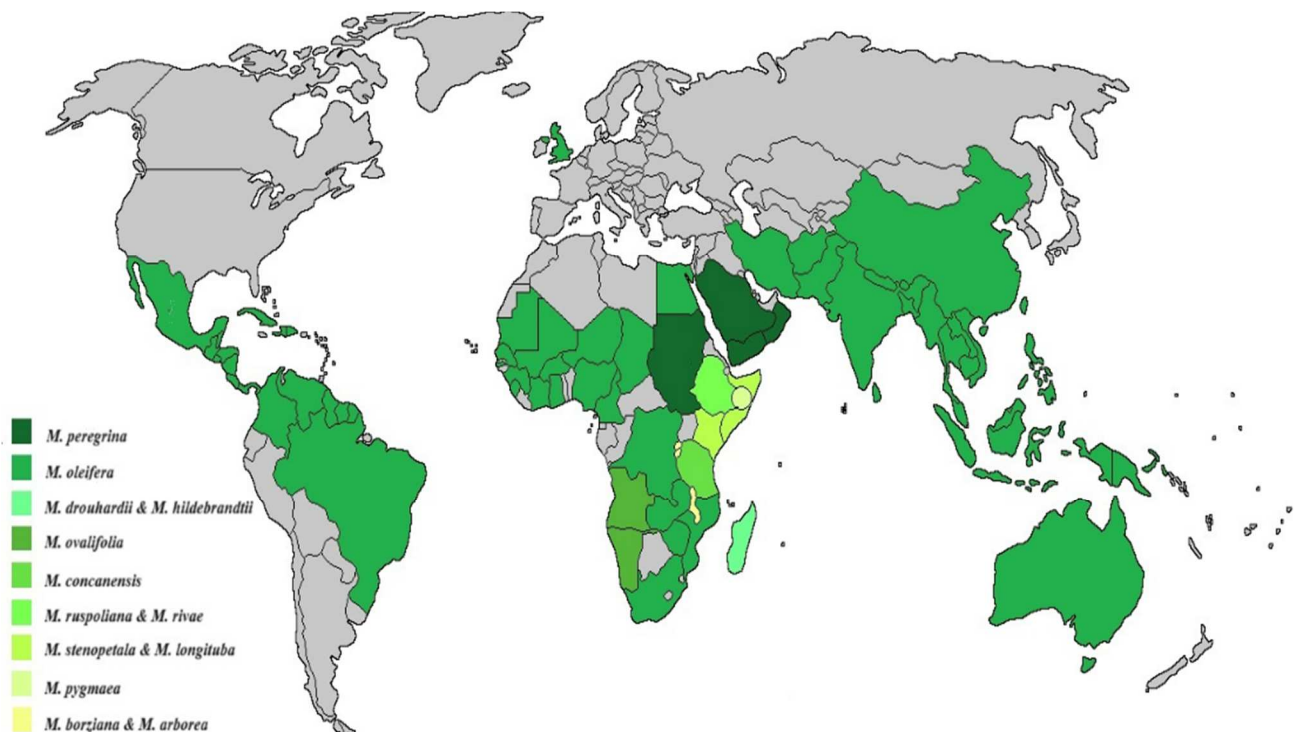 M. peregrina
M. oleifera
M. drouhardii & M. hildebrandtii
M. ovalifolia
M. concanensis
M. ruspoliana & M. rivae
M. stenopetala & M. longituba
M. pygmaea
M. borziana & M. arborea